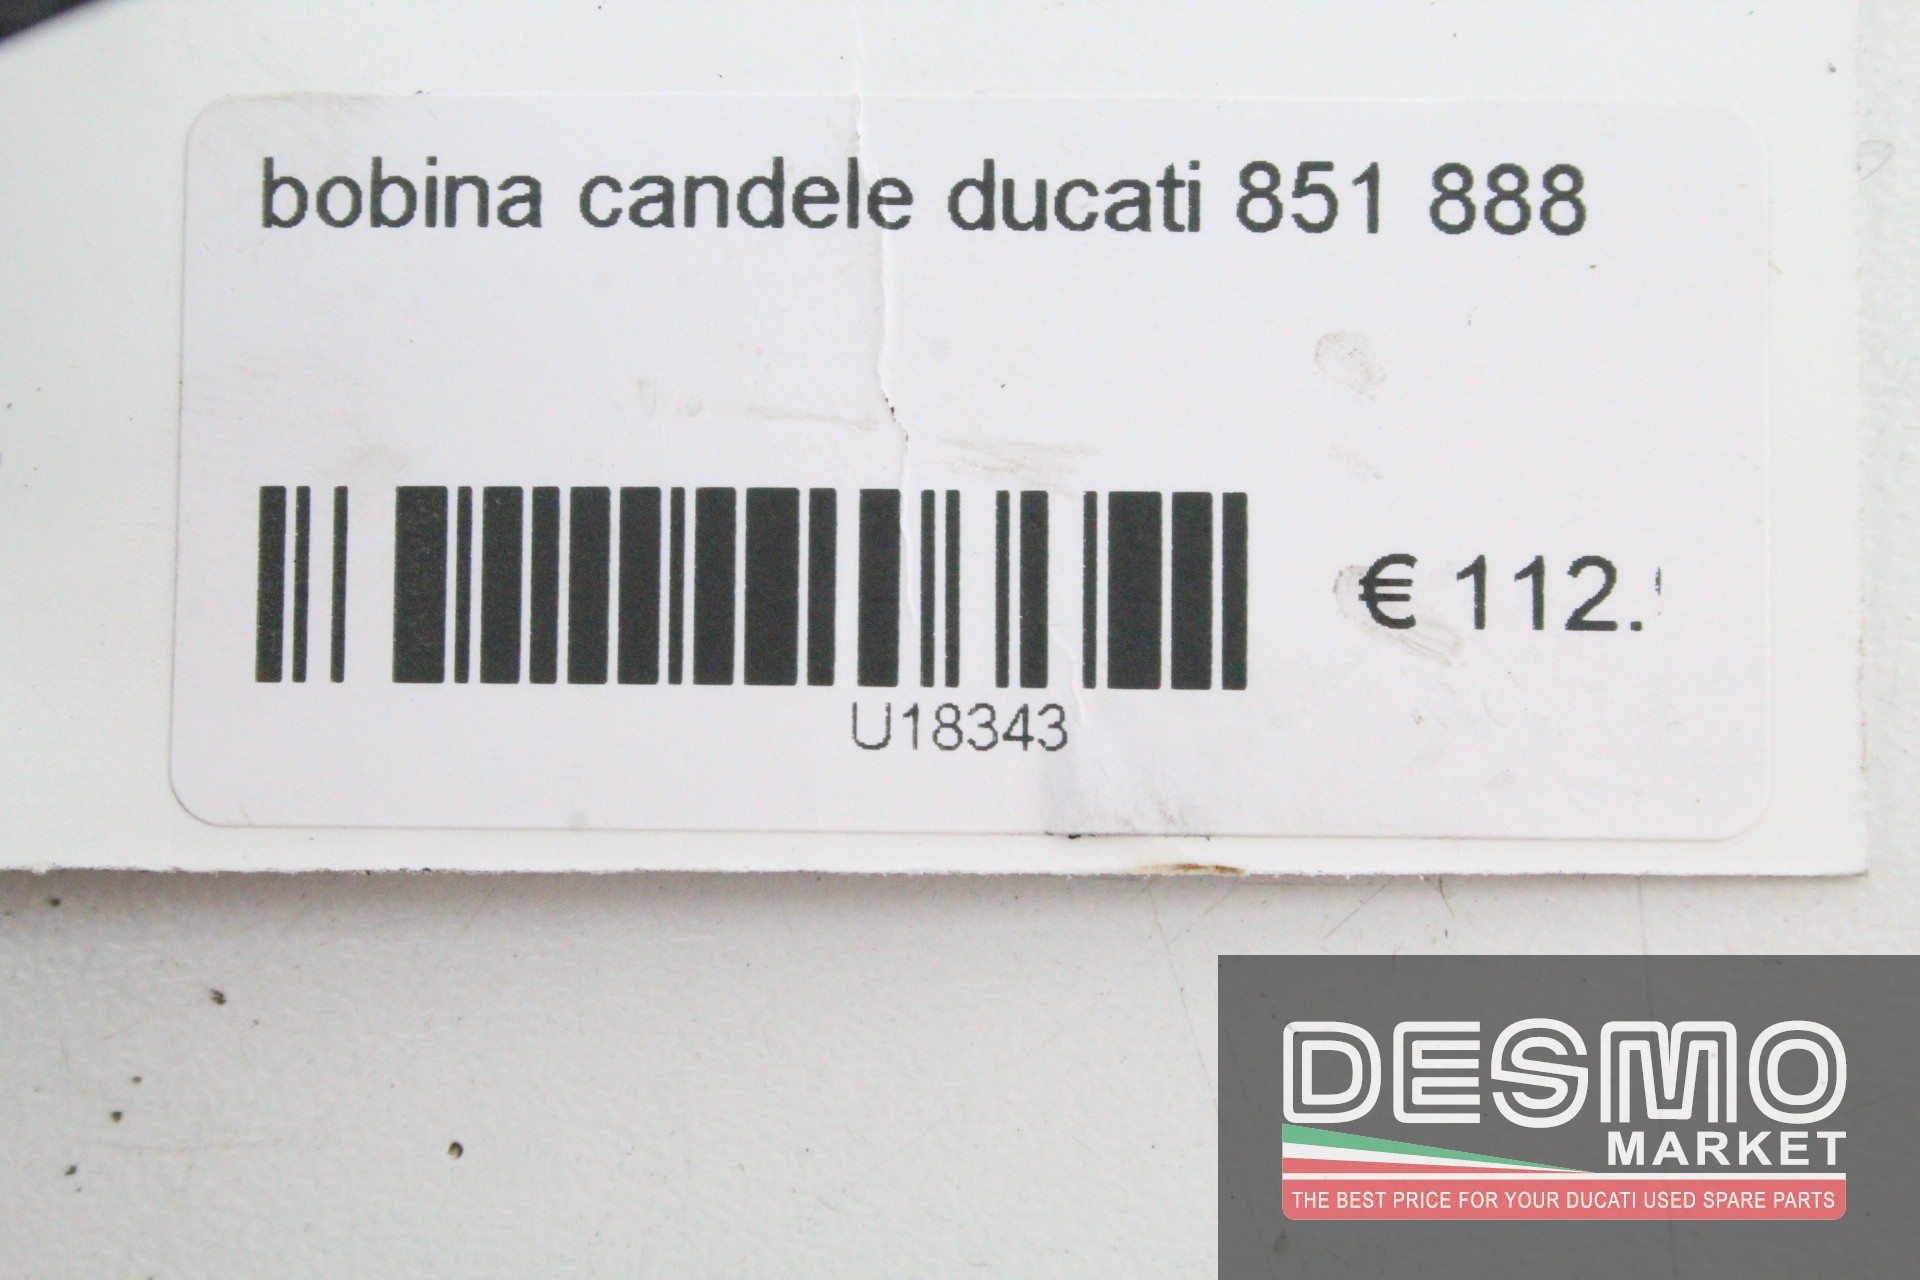 bobina candele ducati 851 888
€ 112.
U18343
DESMO
MARKET
THE BEST PRICE FOR YOUR DUCATI USED SPARE PARTS